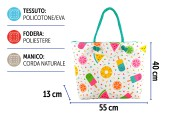 TESSUTO:
POLICOTONE/EVA
FODERA:
POLIESTERE
MANICO:
CORDA NATURALE
40 cm
13 cm
55 cm